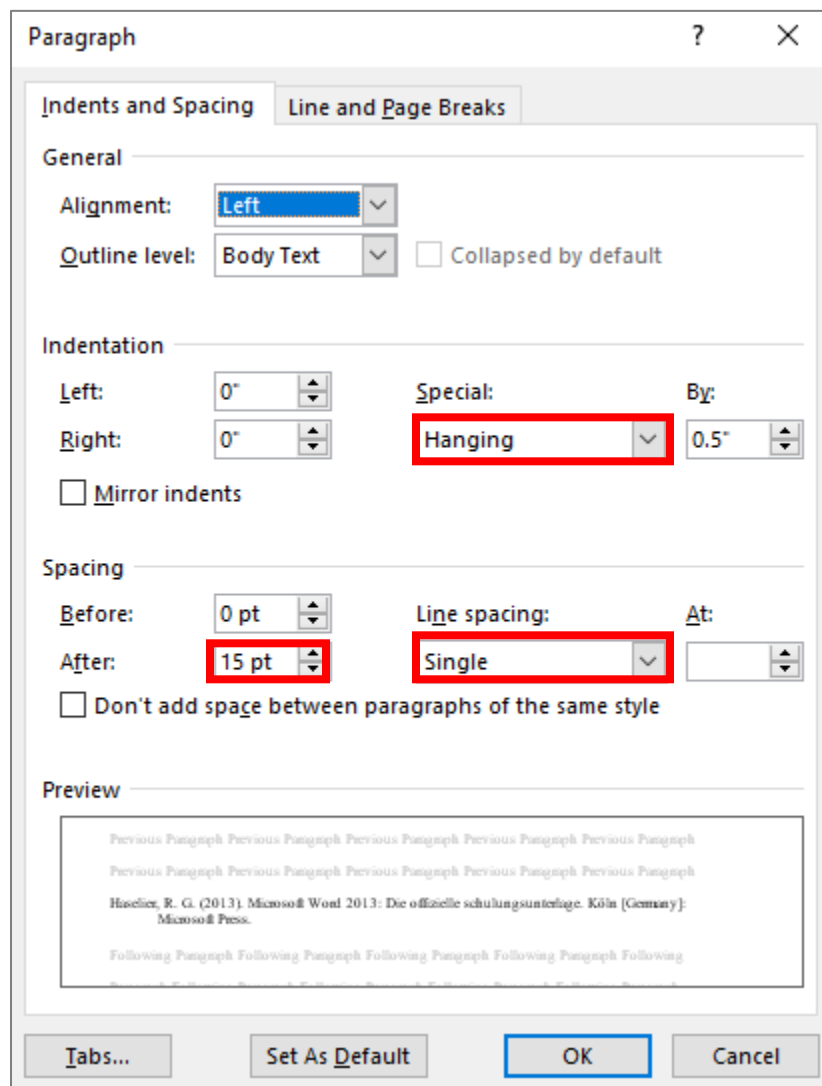 Paragraph ?
Indents and Spacing Line and Page Breaks
General
Alignment: Left
Outline level: Body Text Collapsed by default
Indentation
Left: 0" Special: By:
Right: 0" Hanging 0.5"
Mirror indents
Spacing
Before: 0 pt Line spacing: At:
After: 15 pt Single
Don't add space between paragraphs of the same style
Preview
Previous Paragraph Previous Paragraph Previous Paragraph Previous Paragraph Previous Paragraph
Previous Paragraph Previous Paragraph Previous Paragraph Previous Paragraph Previous Paragraph
Haselier, R. G. (2013). Microsoft Word 2013: Die offizielle schulungsunterlage. Köln [Germany]:
Microsoft Press.
Following Paragraph Following Paragraph Following Paragraph Following Paragraph Following
Tabs... Set As Default OK Cancel